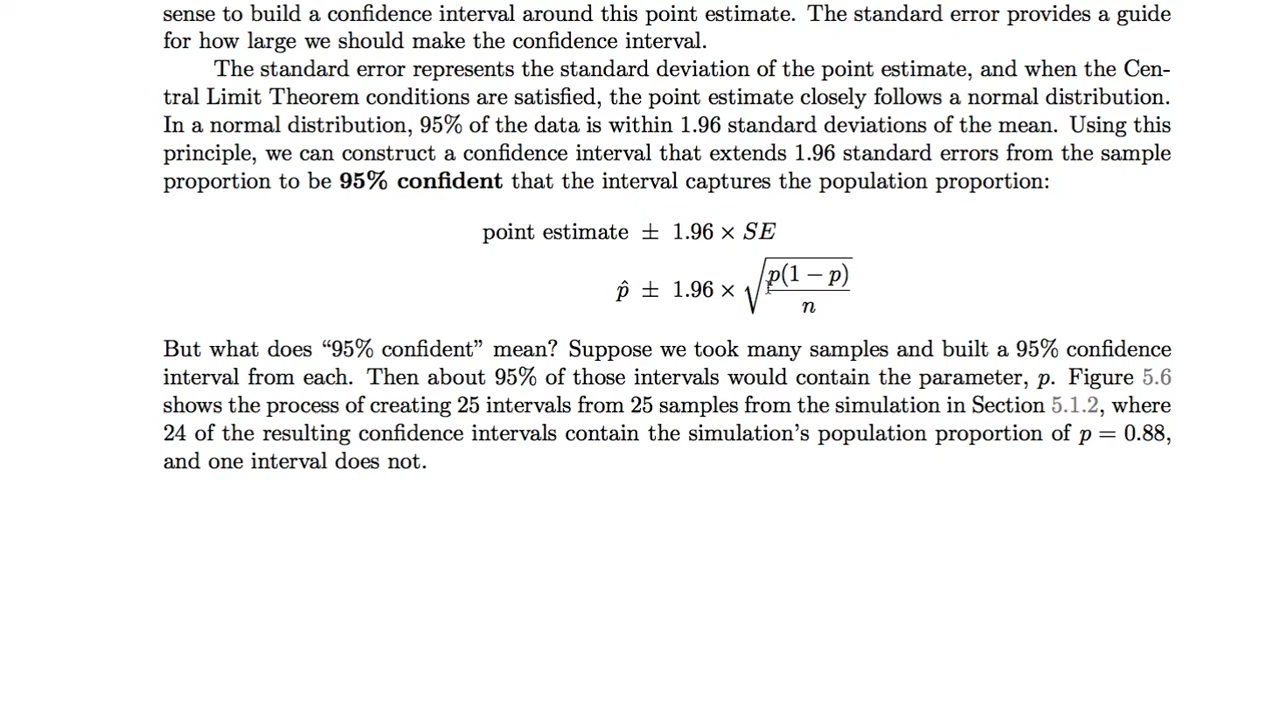 sense to build a confidence interval around this point estimate. The standard error provides a guide
for how large we should make the confidence interval.
The standard error represents the standard deviation of the point estimate, and when the Cen-
tral Limit Theorem conditions are satisfied, the point estimate closely follows a normal distribution.
In a normal distribution, 95% of the data is within 1.96 standard deviations of the mean. Using this
principle, we can construct a confidence interval that extends 1.96 standard errors from the sample
proportion to be 95% confident that the interval captures the population proportion:
point estimate ± 1.96 × SE
p̂ ± 1.96 × √(p(1 − p) / n)
But what does “95% confident” mean? Suppose we took many samples and built a 95% confidence
interval from each. Then about 95% of those intervals would contain the parameter, p. Figure 5.6
shows the process of creating 25 intervals from 25 samples from the simulation in Section 5.1.2, where
24 of the resulting confidence intervals contain the simulation’s population proportion of p = 0.88,
and one interval does not.